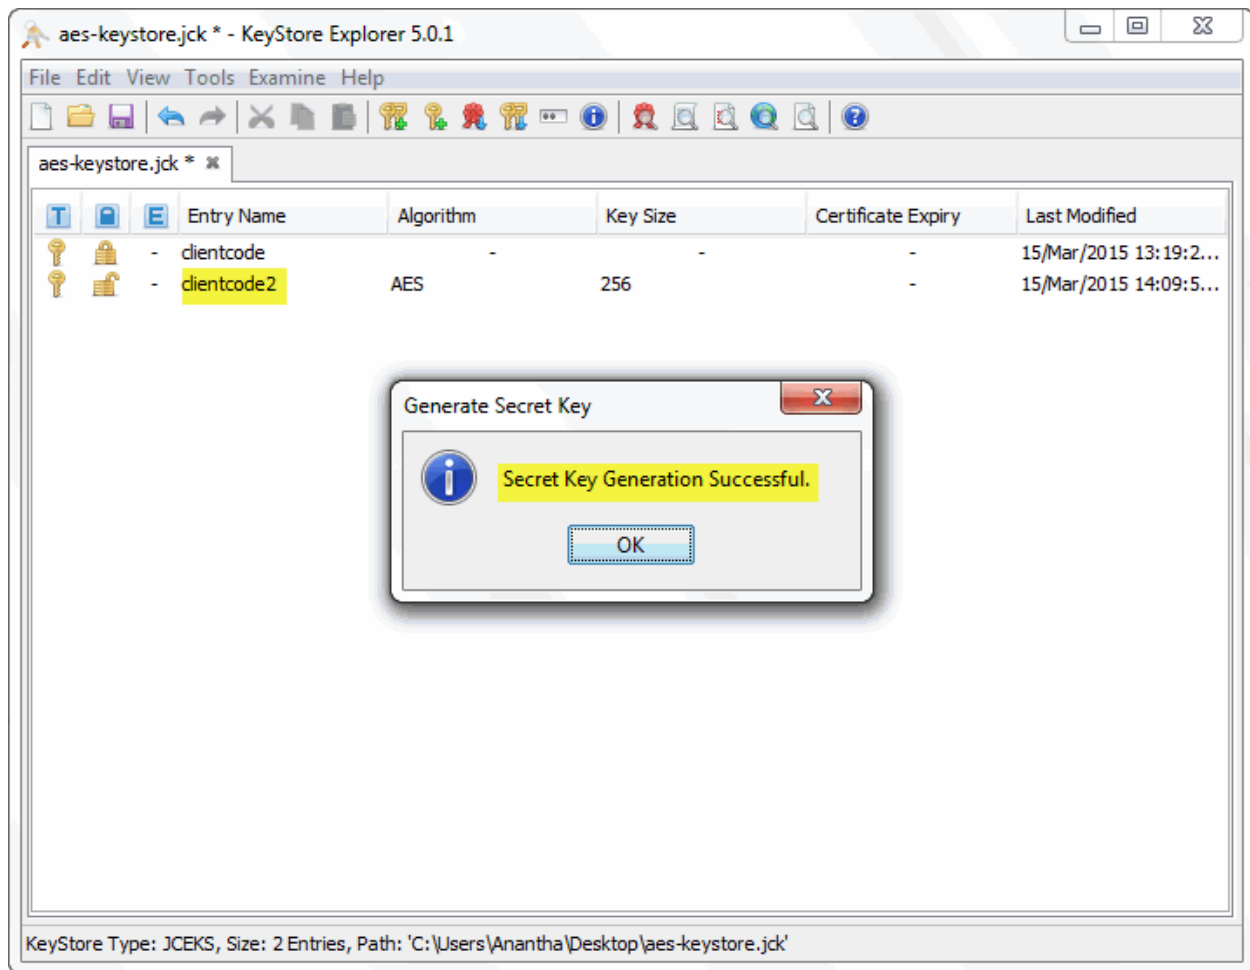 aes-keystore.jck * - KeyStore Explorer 5.0.1
File Edit View Tools Examine Help
aes-keystore.jck *
T E Entry Name Algorithm Key Size Certificate Expiry Last Modified
- clientcode - - - 15/Mar/2015 13:19:2...
- clientcode2 AES 256 - 15/Mar/2015 14:09:5...
Generate Secret Key
Secret Key Generation Successful.
OK
KeyStore Type: JCEKS, Size: 2 Entries, Path: 'C:\Users\Anantha\Desktop\aes-keystore.jck'